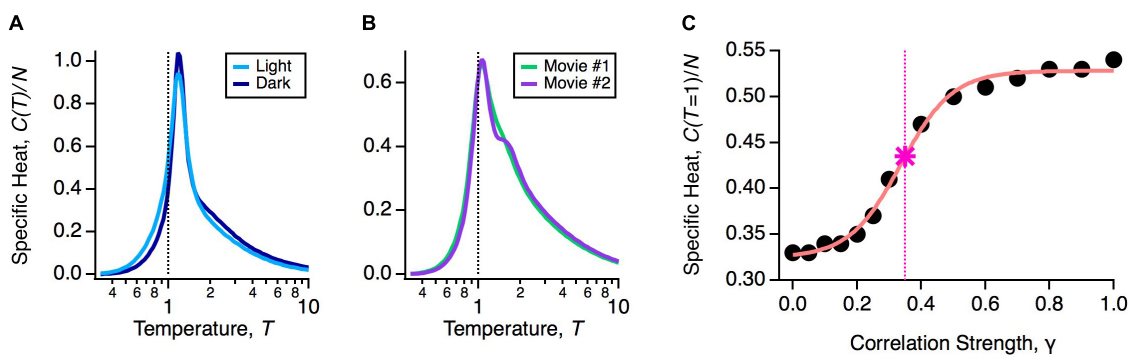 A
Specific Heat, C(T)/N
1.0
0.8
0.6
0.4
0.2
0.0
Light
Dark
4 6 8 1 2 4 6 8 10
Temperature, T
B
0.6
0.4
0.2
0.0
Movie #1
Movie #2
4 6 8 1 2 4 6 8 10
Temperature, T
C
Specific Heat, C(T=1)/N
0.55
0.50
0.45
0.40
0.35
0.30
0.0 0.2 0.4 0.6 0.8 1.0
Correlation Strength, γ